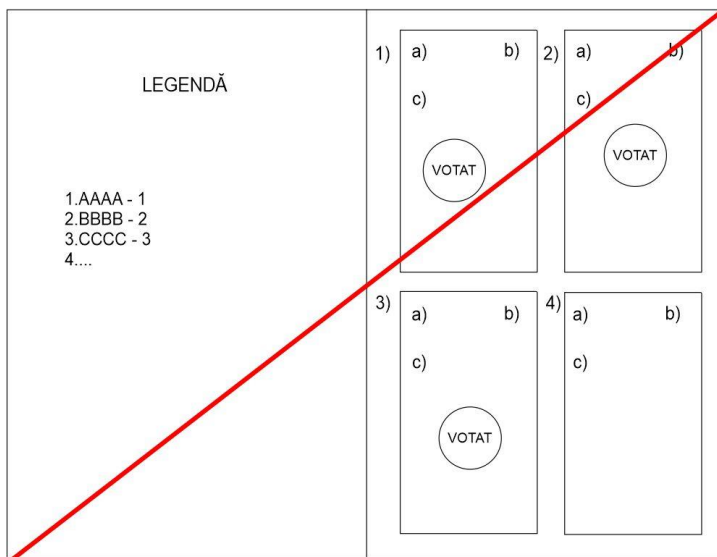 LEGENDĂ
1.AAAA - 1
2.BBBB - 2
3.CCCC - 3
4....
1)
a) b)
c)
VOTAT
2)
a) b)
c)
VOTAT
3)
a) b)
c)
VOTAT
4)
a) b)
c)